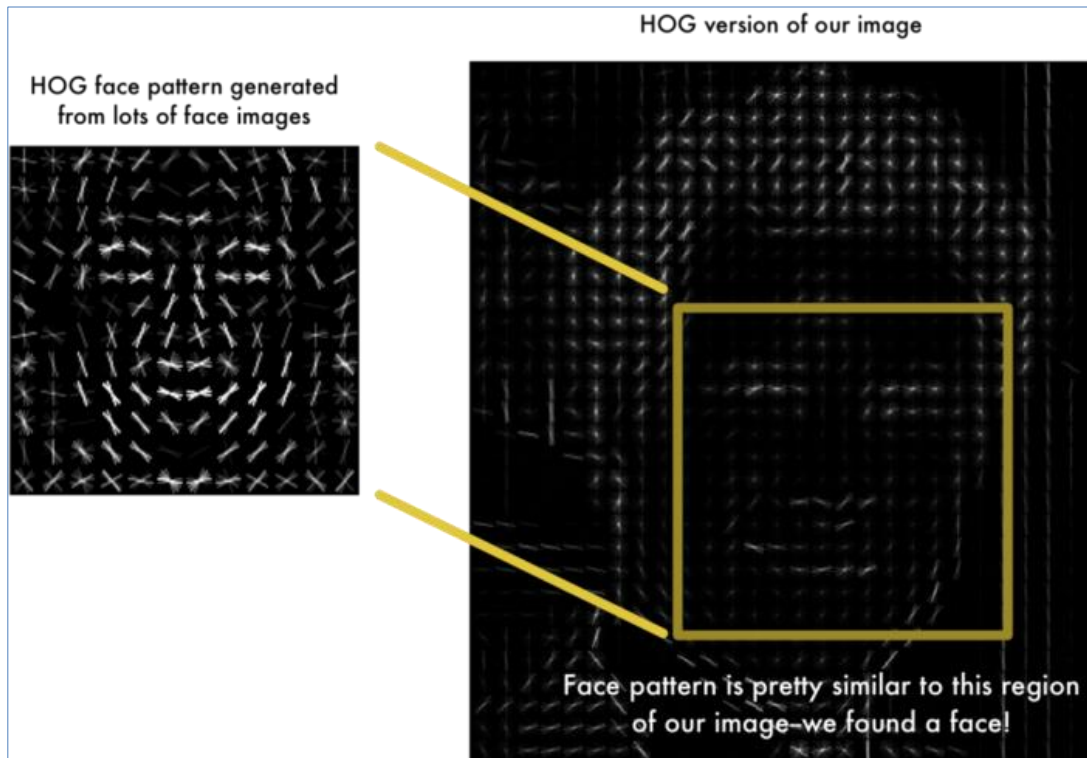 HOG version of our image
HOG face pattern generated
from lots of face images
Face pattern is pretty similar to this region
of our image–we found a face!